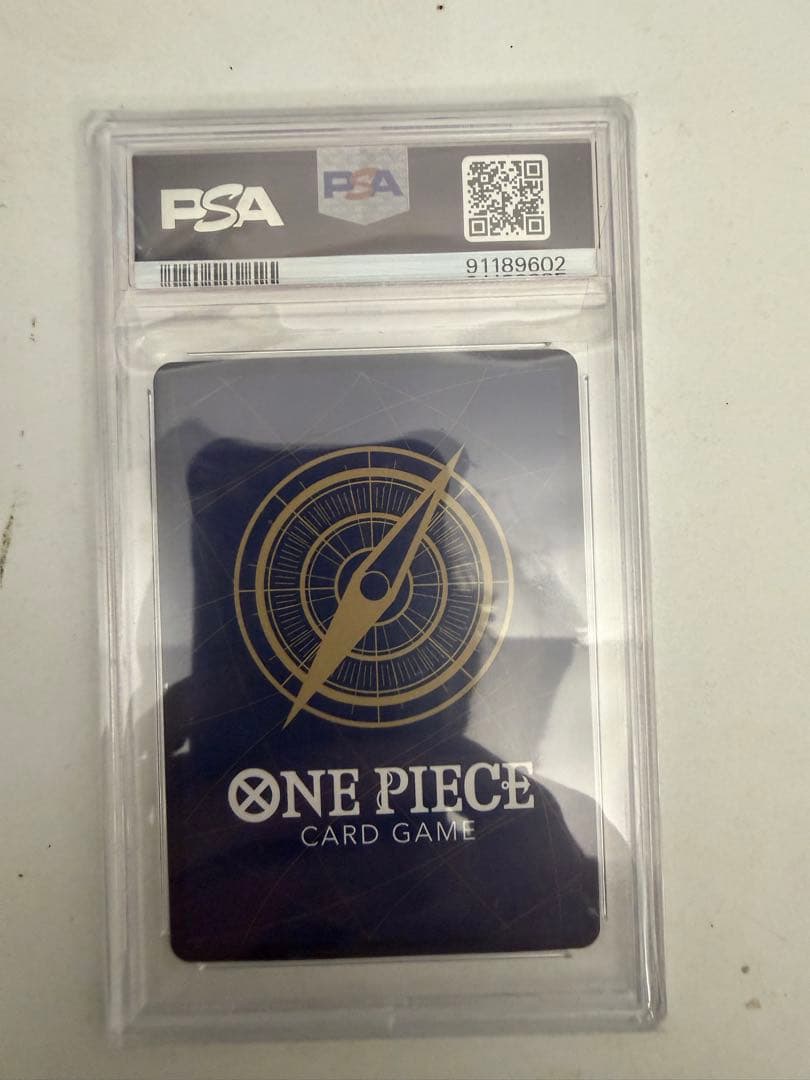 PSA
PSA
91189602
ONE PIECE
CARD GAME